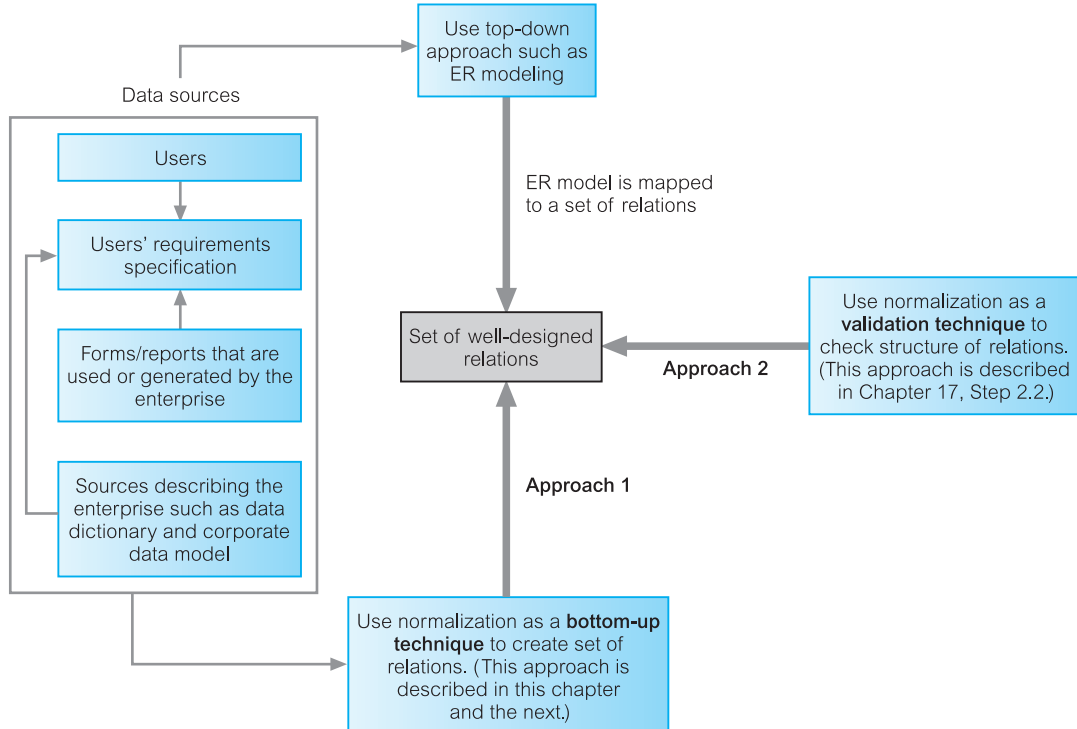 Use top-down
approach such as
ER modeling
Data sources
Users
Users’ requirements
specification
Forms/reports that are
used or generated by the
enterprise
Sources describing the
enterprise such as data
dictionary and corporate
data model
ER model is mapped
to a set of relations
Set of well-designed
relations
Approach 2
Use normalization as a
validation technique to
check structure of relations.
(This approach is described
in Chapter 17, Step 2.2.)
Approach 1
Use normalization as a bottom-up
technique to create set of
relations. (This approach is
described in this chapter
and the next.)